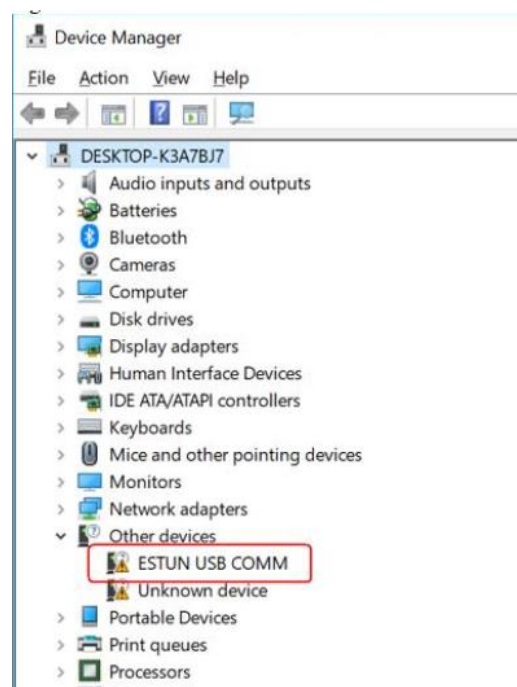 Device Manager
File Action View Help
DESKTOP-K3A7BJ7
Audio inputs and outputs
Batteries
Bluetooth
Cameras
Computer
Disk drives
Display adapters
Human Interface Devices
IDE ATA/ATAPI controllers
Keyboards
Mice and other pointing devices
Monitors
Network adapters
Other devices
ESTUN USB COMM
Unknown device
Portable Devices
Print queues
Processors